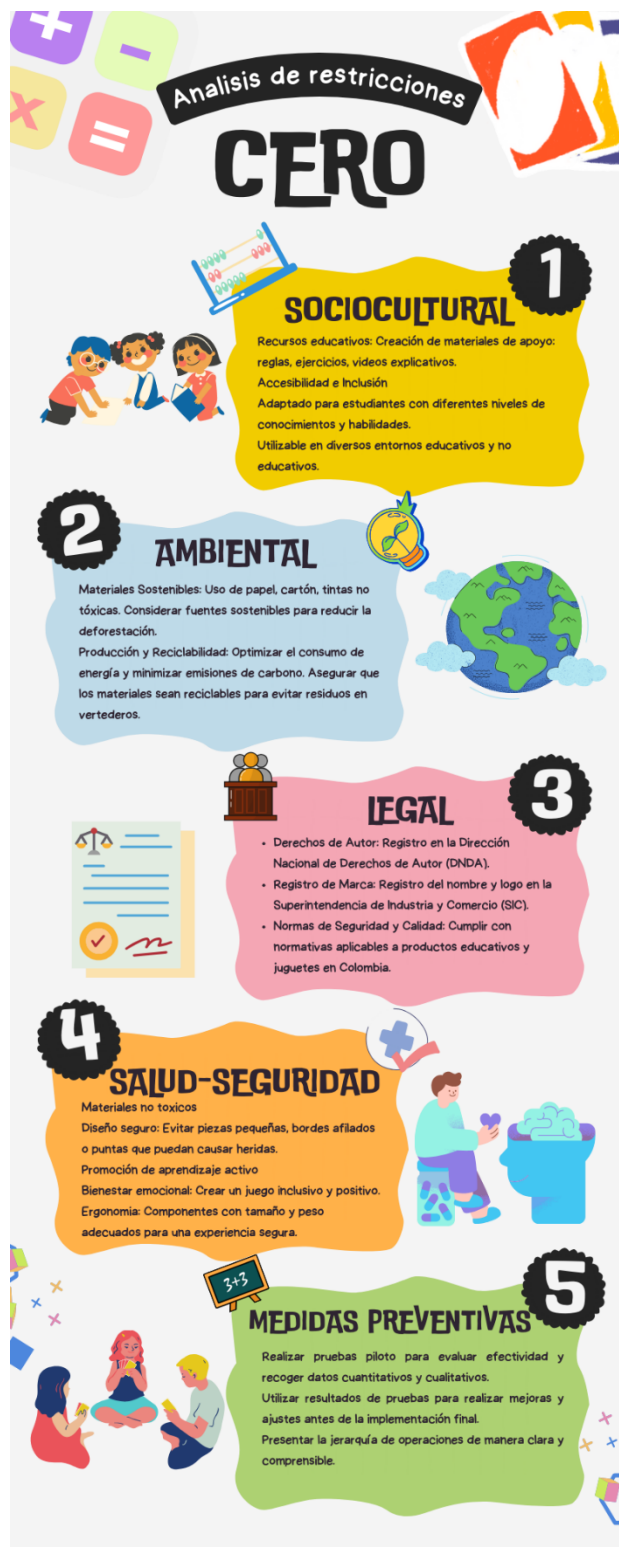 Analisis de restricciones
CERO
1
SOCIOCULTURAL
Recursos educativos: Creación de materiales de apoyo:
reglas, ejercicios, videos explicativos.
Accesibilidad e Inclusión
Adaptado para estudiantes con diferentes niveles de
conocimientos y habilidades.
Utilizable en diversos entornos educativos y no
educativos.
2
AMBIENTAL
Materiales Sostenibles: Uso de papel, cartón, tintas no
tóxicas. Considerar fuentes sostenibles para reducir la
deforestación.
Producción y Reciclabilidad: Optimizar el consumo de
energía y minimizar emisiones de carbono. Asegurar que
los materiales sean reciclables para evitar residuos en
vertederos.
3
LEGAL
• Derechos de Autor: Registro en la Dirección
Nacional de Derechos de Autor (DNDA).
• Registro de Marca: Registro del nombre y logo en la
Superintendencia de Industria y Comercio (SIC).
• Normas de Seguridad y Calidad: Cumplir con
normativas aplicables a productos educativos y
juguetes en Colombia.
4
SALUD-SEGURIDAD
Materiales no toxicos
Diseño seguro: Evitar piezas pequeñas, bordes afilados
o puntas que puedan causar heridas.
Promoción de aprendizaje activo
Bienestar emocional: Crear un juego inclusivo y positivo.
Ergonomia: Componentes con tamaño y peso
adecuados para una experiencia segura.
3+3
5
MEDIDAS PREVENTIVAS
Realizar pruebas piloto para evaluar efectividad y
recoger datos cuantitativos y cualitativos.
Utilizar resultados de pruebas para realizar mejoras y
ajustes antes de la implementación final.
Presentar la jerarquía de operaciones de manera clara y
comprensible.